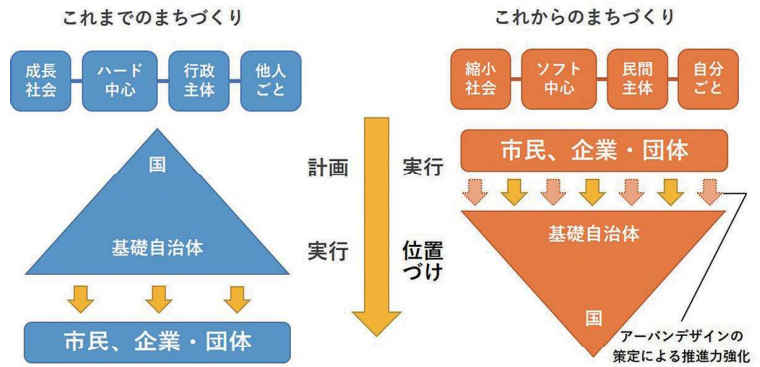 これまでのまちづくり
成長
社会
ハード
中心
行政
主体
他人
ごと
国
基礎自治体
市民、企業・団体
計画
実行
これからのまちづくり
縮小
社会
ソフト
中心
民間
主体
自分
ごと
市民、企業・団体
実行
位置
づけ
基礎自治体
国
アーバンデザインの
策定による推進力強化